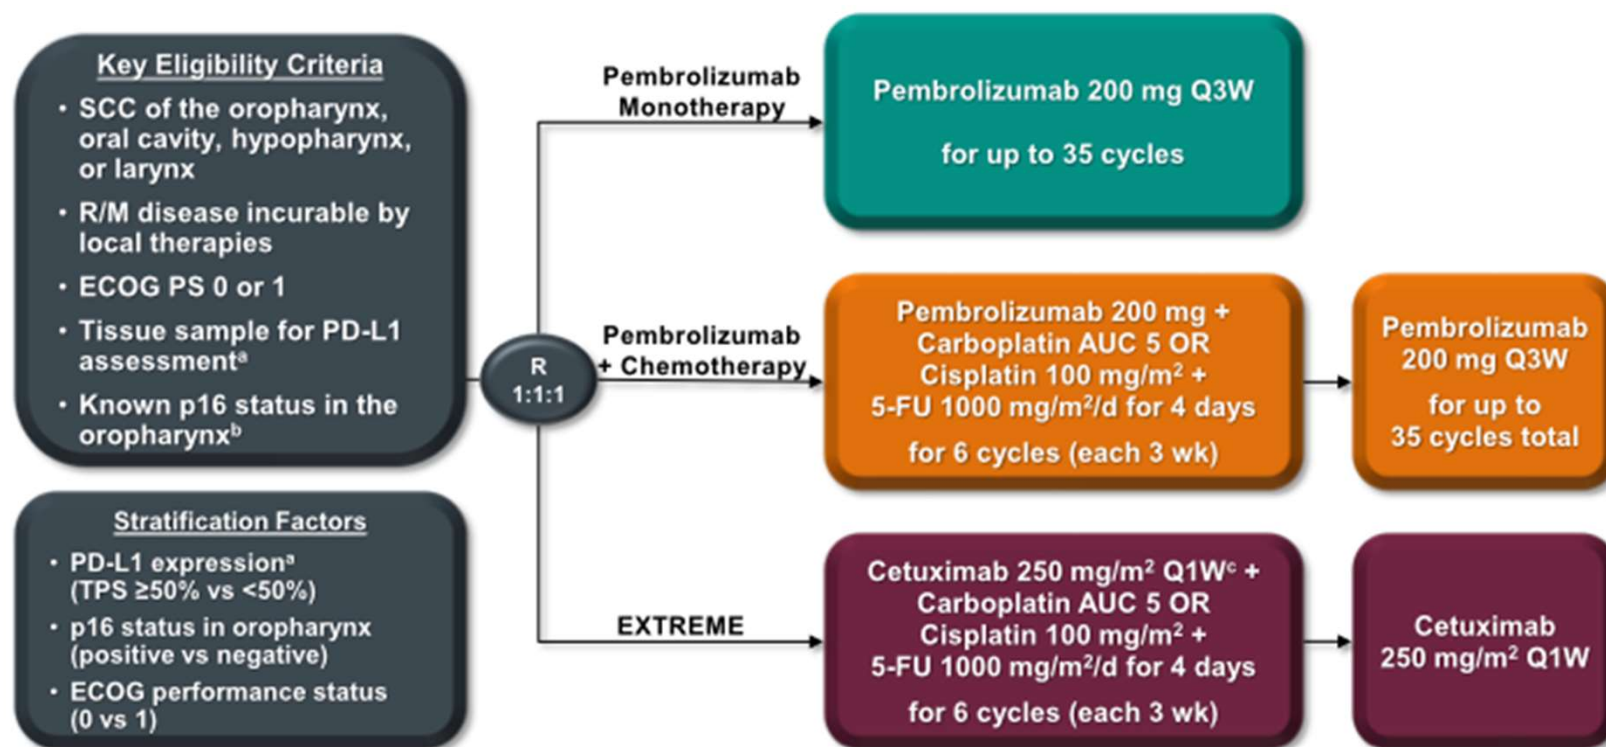 Key Eligibility Criteria
• SCC of the oropharynx,
oral cavity, hypopharynx,
or larynx
• R/M disease incurable by
local therapies
• ECOG PS 0 or 1
• Tissue sample for PD-L1
assessmentᵃ
• Known p16 status in the
oropharynxᵇ
Stratification Factors
• PD-L1 expressionᵃ
(TPS ≥50% vs <50%)
• p16 status in oropharynx
(positive vs negative)
• ECOG performance status
(0 vs 1)
R
1:1:1
Pembrolizumab
Monotherapy
Pembrolizumab 200 mg Q3W
for up to 35 cycles
Pembrolizumab
+ Chemotherapy
Pembrolizumab 200 mg +
Carboplatin AUC 5 OR
Cisplatin 100 mg/m² +
5-FU 1000 mg/m²/d for 4 days
for 6 cycles (each 3 wk)
Pembrolizumab
200 mg Q3W
for up to
35 cycles total
EXTREME
Cetuximab 250 mg/m² Q1Wᶜ +
Carboplatin AUC 5 OR
Cisplatin 100 mg/m² +
5-FU 1000 mg/m²/d for 4 days
for 6 cycles (each 3 wk)
Cetuximab
250 mg/m² Q1W